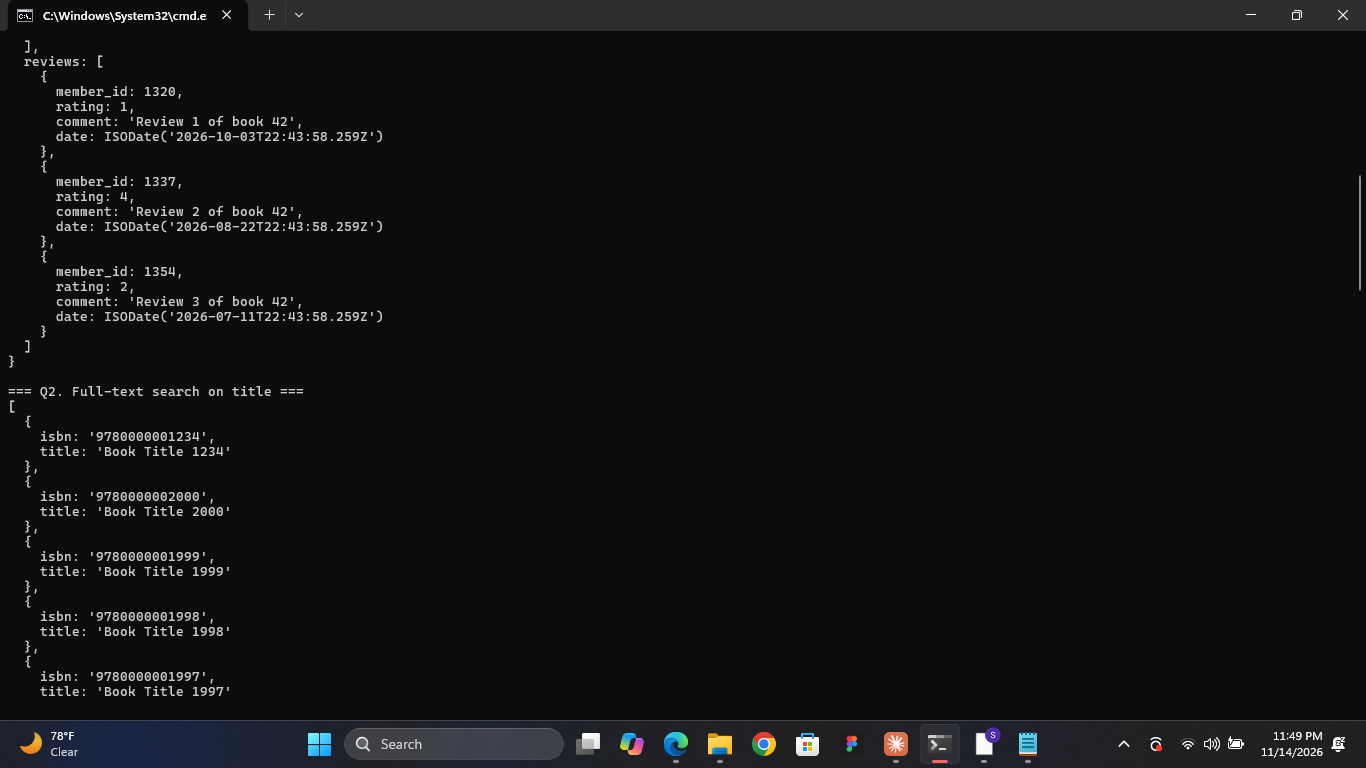 C:\Windows\System32\cmd.e
  ],
  reviews: [
    {
      member_id: 1320,
      rating: 1,
      comment: 'Review 1 of book 42',
      date: ISODate('2026-10-03T22:43:58.259Z')
    },
    {
      member_id: 1337,
      rating: 4,
      comment: 'Review 2 of book 42',
      date: ISODate('2026-08-22T22:43:58.259Z')
    },
    {
      member_id: 1354,
      rating: 2,
      comment: 'Review 3 of book 42',
      date: ISODate('2026-07-11T22:43:58.259Z')
    }
  ]
}
=== Q2. Full-text search on title ===
[
  {
    isbn: '9780000001234',
    title: 'Book Title 1234'
  },
  {
    isbn: '9780000002000',
    title: 'Book Title 2000'
  },
  {
    isbn: '9780000001999',
    title: 'Book Title 1999'
  },
  {
    isbn: '9780000001998',
    title: 'Book Title 1998'
  },
  {
    isbn: '9780000001997',
    title: 'Book Title 1997'
78°F
Clear
Search
S
11:49 PM
11/14/2026